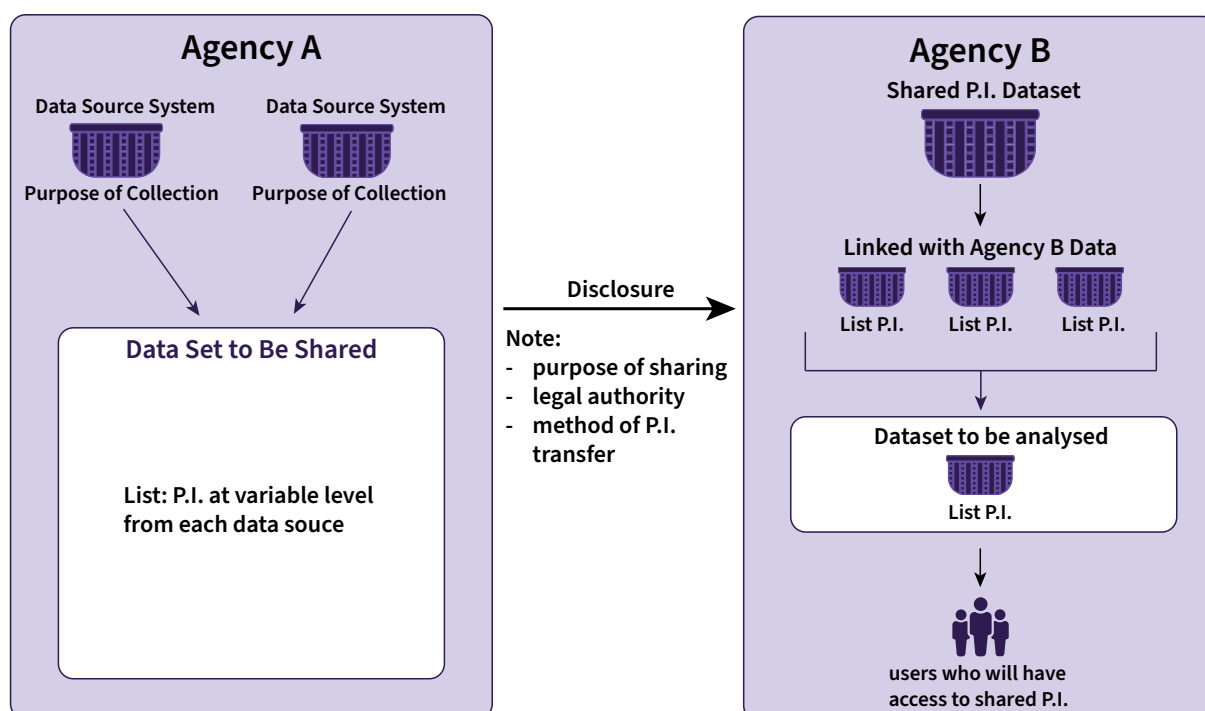 Agency A
Data Source System
Purpose of Collection
Data Source System
Purpose of Collection
Data Set to Be Shared
List: P.I. at variable level
from each data souce
Disclosure
Note:
- purpose of sharing
- legal authority
- method of P.I.
transfer
Agency B
Shared P.I. Dataset
Linked with Agency B Data
List P.I.
List P.I.
List P.I.
Dataset to be analysed
List P.I.
users who will have
access to shared P.I.